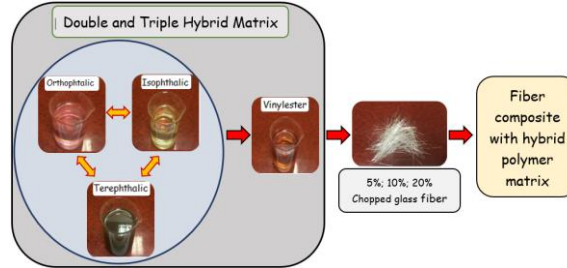 Double and Triple Hybrid Matrix
Orthophtalic
Isophthalic
Terephthalic
Vinylester
5%; 10%; 20%
Chopped glass fiber
Fiber
composite
with hybrid
polymer
matrix